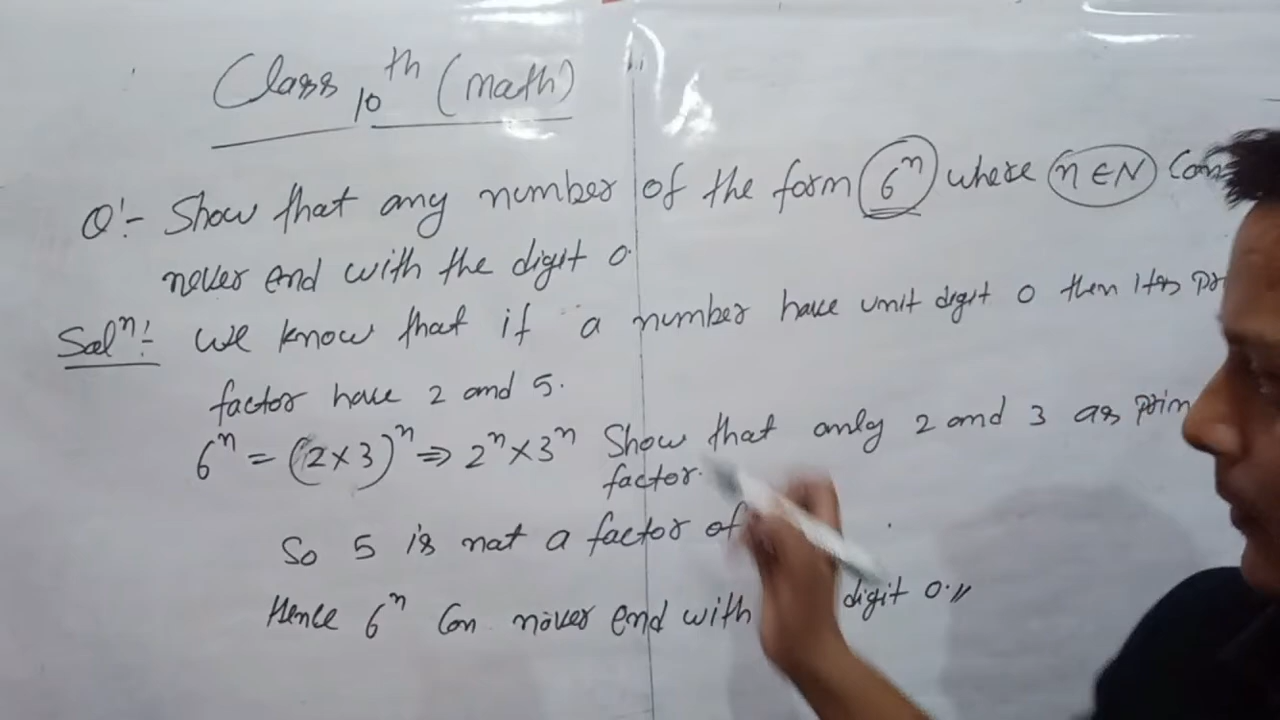 Class 10th (math)
Q:- Show that any number of the form 6ⁿ where n∈N Can
never end with the digit 0.
Solⁿ:- We know that if a number have unit digit 0 then its
factor have 2 and 5.
6ⁿ = (2×3)ⁿ ⇒ 2ⁿ×3ⁿ Show that only 2 and 3 as prim
factor.
So 5 is not a factor of
Hence 6ⁿ Can never end with digit 0.